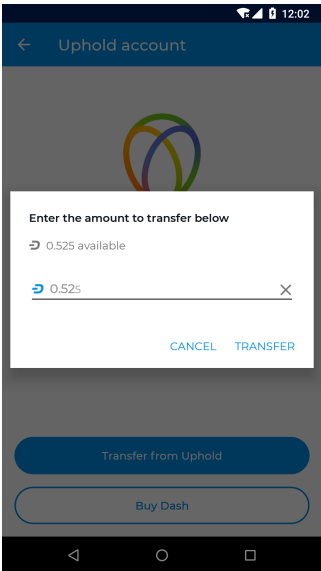 12:02
Uphold account
Enter the amount to transfer below
0.525 available
0.525
CANCEL TRANSFER
Transfer from Uphold
Buy Dash